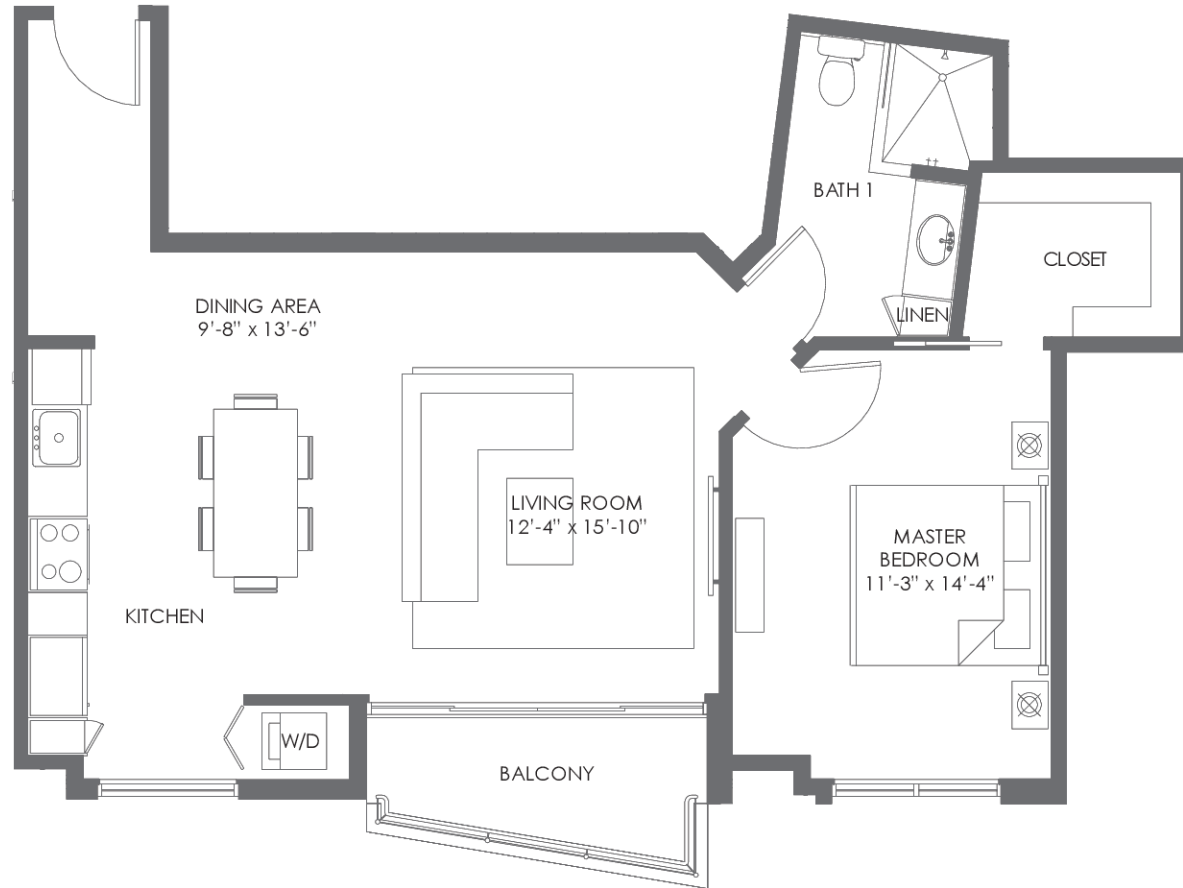 BATH 1
CLOSET
DINING AREA
9'-8" x 13'-6"
LINEN
LIVING ROOM
12'-4" x 15'-10"
MASTER
BEDROOM
11'-3" x 14'-4"
KITCHEN
W/D
BALCONY